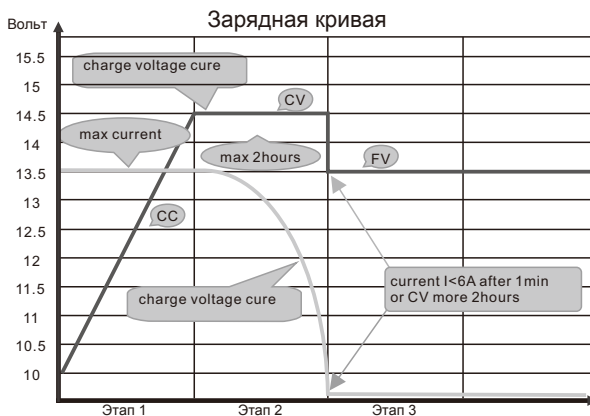 Зарядная кривая
Вольт
15.5
charge voltage cure
15
CV
14.5
max current
14
max 2hours
FV
13.5
13
CC
12.5
12
current I<6A after 1min
or CV more 2hours
11.5
charge voltage cure
11
10.5
10
Этап 1
Этап 2
Этап 3